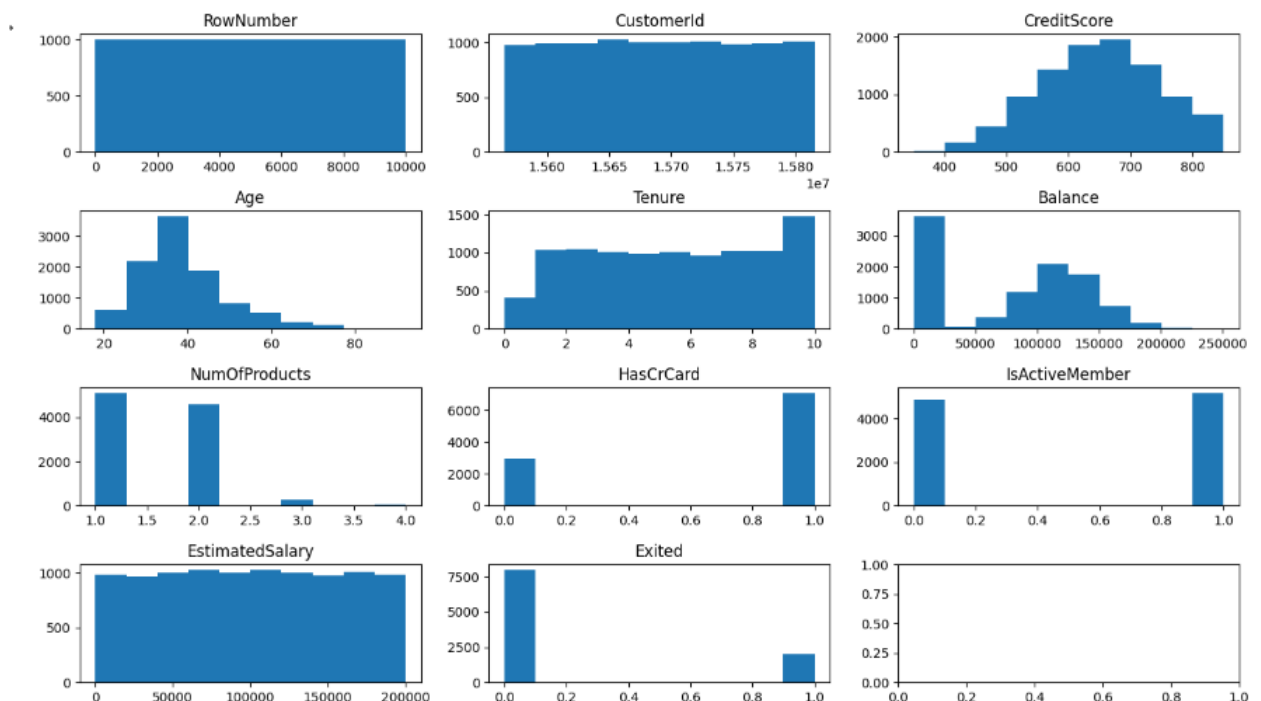 RowNumber
1000
500
0
0 2000 4000 6000 8000 10000
CustomerId
1000
500
0
1.560 1.565 1.570 1.575 1.580
1e7
CreditScore
2000
1000
0
400 500 600 700 800
Age
3000
2000
1000
0
20 40 60 80
Tenure
1500
1000
500
0
0 2 4 6 8 10
Balance
3000
2000
1000
0
0 50000 100000 150000 200000 250000
NumOfProducts
4000
2000
0
1.0 1.5 2.0 2.5 3.0 3.5 4.0
HasCrCard
6000
4000
2000
0
0.0 0.2 0.4 0.6 0.8 1.0
IsActiveMember
4000
2000
0
0.0 0.2 0.4 0.6 0.8 1.0
EstimatedSalary
1000
500
0
0 50000 100000 150000 200000
Exited
7500
5000
2500
0
0.0 0.2 0.4 0.6 0.8 1.0
1.00
0.75
0.50
0.25
0.00
0.0 0.2 0.4 0.6 0.8 1.0